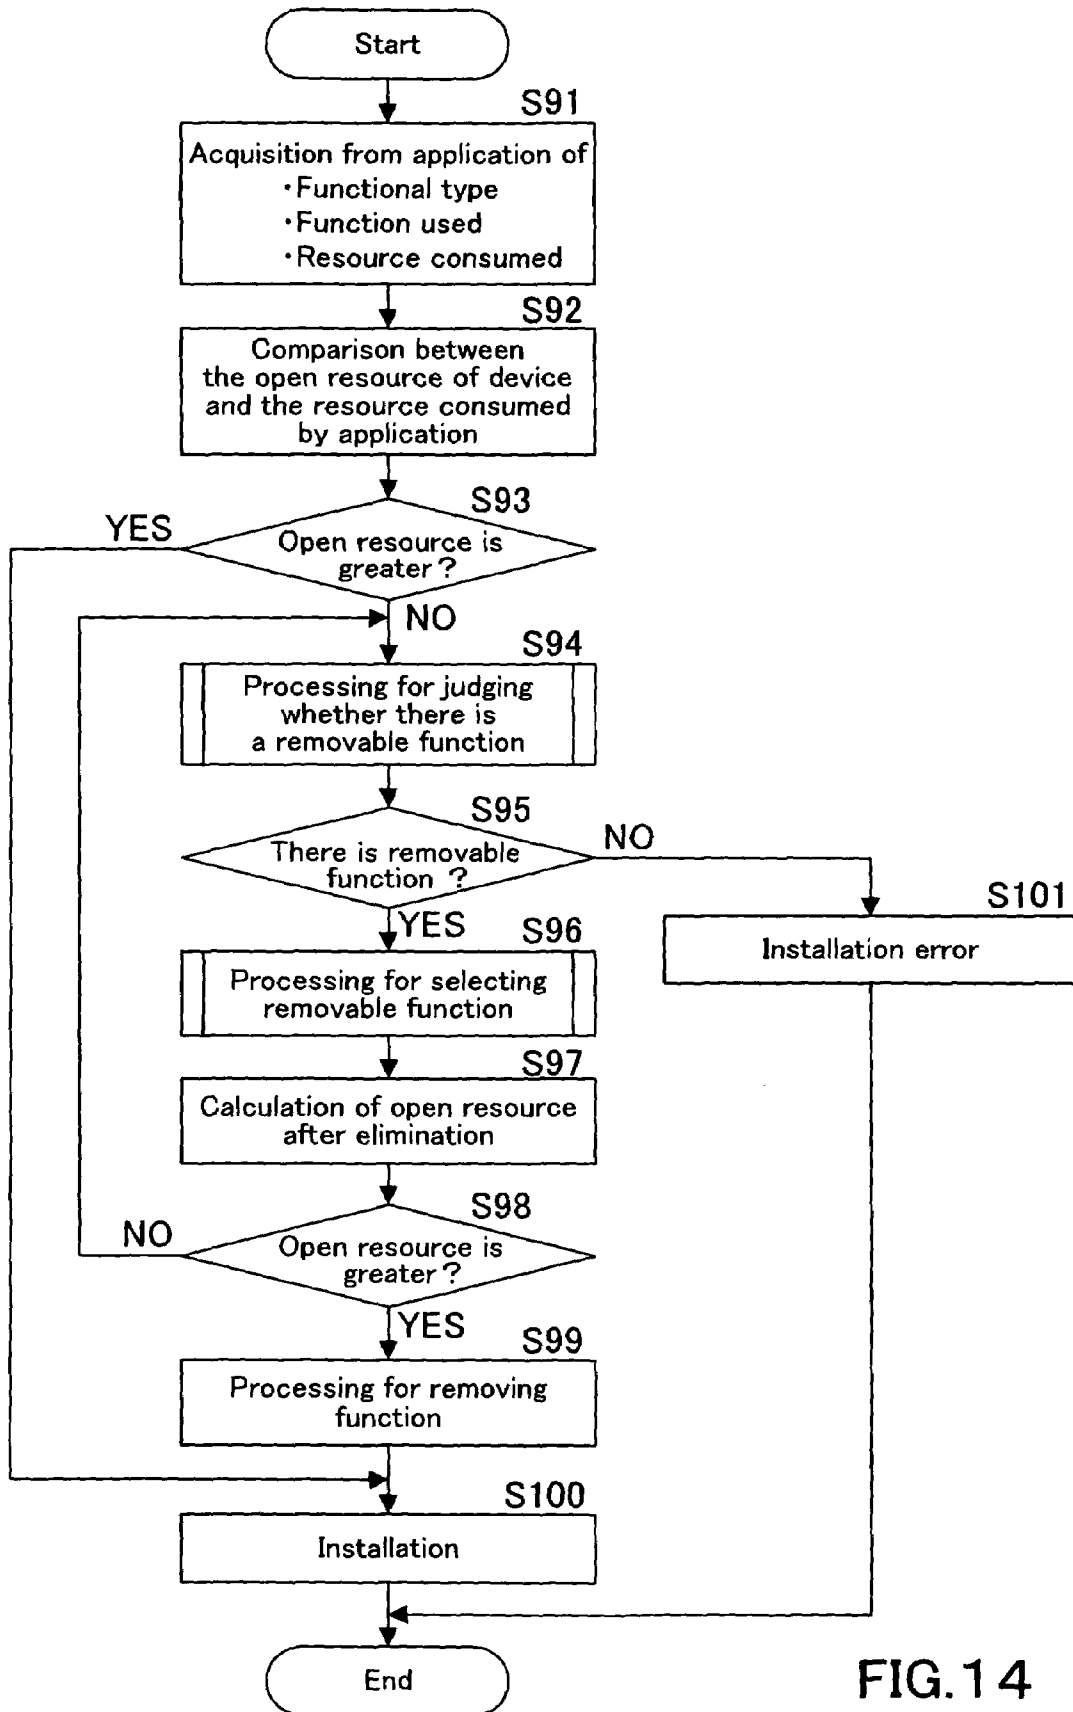 Start
S91
Acquisition from application of
・Functional type
・Function used
・Resource consumed
S92
Comparison between
the open resource of device
and the resource consumed
by application
S93
YES
Open resource is
greater?
NO
S94
Processing for judging
whether there is
a removable function
S95
NO
There is removable
function ?
S101
YES
S96
Installation error
Processing for selecting
removable function
S97
Calculation of open resource
after elimination
S98
NO
Open resource is
greater?
YES
S99
Processing for removing
function
S100
Installation
End
FIG.14